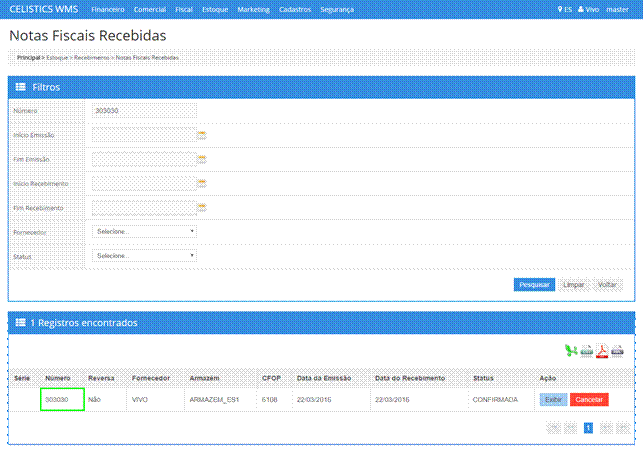 CELISTICS WMS Financeiro Comercial Fiscal Estoque Marketing Cadastros Segurança ES Vivo master
Notas Fiscais Recebidas
Principal > Estoque > Recebimento > Notas Fiscais Recebidas
Filtros
Número 303030
Início Emissão
Fim Emissão
Início Recebimento
Fim Recebimento
Fornecedor Selecione...
Status Selecione...
Pesquisar Limpar Voltar
1 Registros encontrados
Série Número Reversa Fornecedor Armazém CFOP Data da Emissão Data do Recebimento Status Ação
303030 Não VIVO ARMAZEM_ES1 5108 22/03/2016 22/03/2016 CONFIRMADA Exibir Cancelar
1